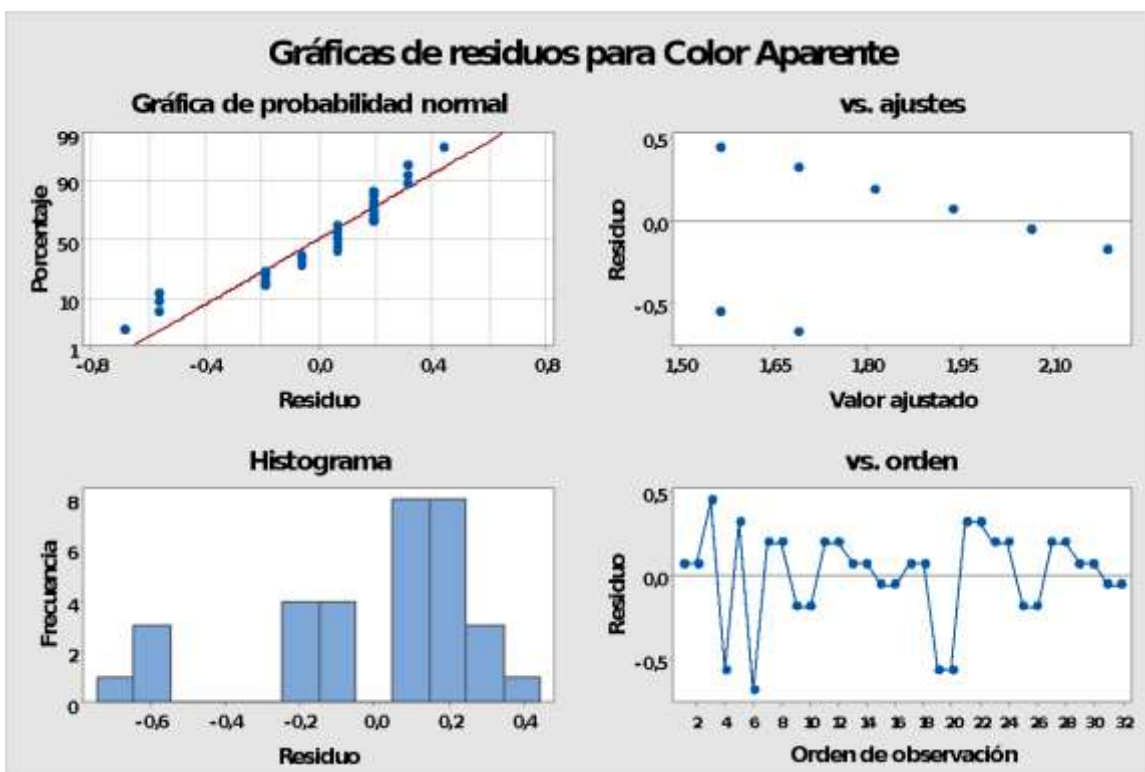 Gráficas de residuos para Color Aparente
Gráfica de probabilidad normal
99
90
50
10
1
Porcentaje
-0,8 -0,4 0,0 0,4 0,8
Residuo
vs. ajustes
0,5
0,0
-0,5
Residuo
1,50 1,65 1,80 1,95 2,10
Valor ajustado
Histograma
8
6
4
2
0
Frecuencia
-0,6 -0,4 -0,2 0,0 0,2 0,4
Residuo
vs. orden
0,5
0,0
-0,5
Residuo
2 4 6 8 10 12 14 16 18 20 22 24 26 28 30 32
Orden de observación